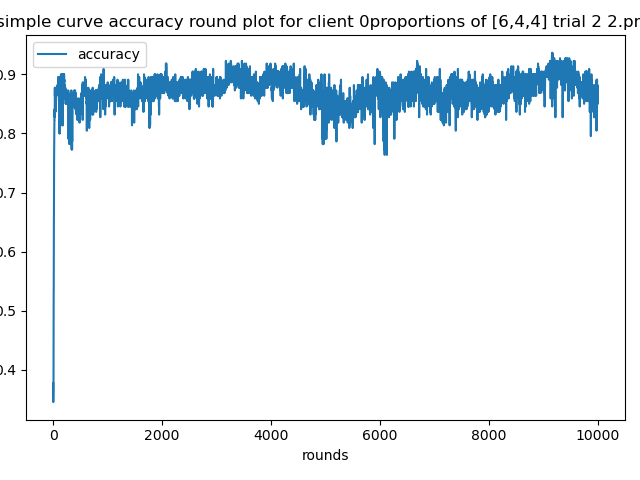 simple curve accuracy round plot for client 0proportions of [6,4,4] trial 2 2.pn
accuracy
0.9
0.8
0.7
0.6
0.5
0.4
0 2000 4000 6000 8000 10000
rounds